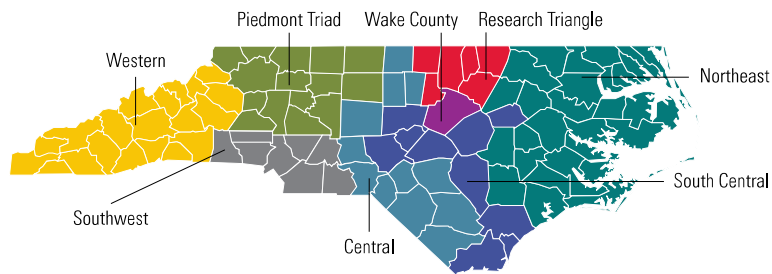 Piedmont Triad
Wake County
Research Triangle
Western
Northeast
South Central
Southwest
Central